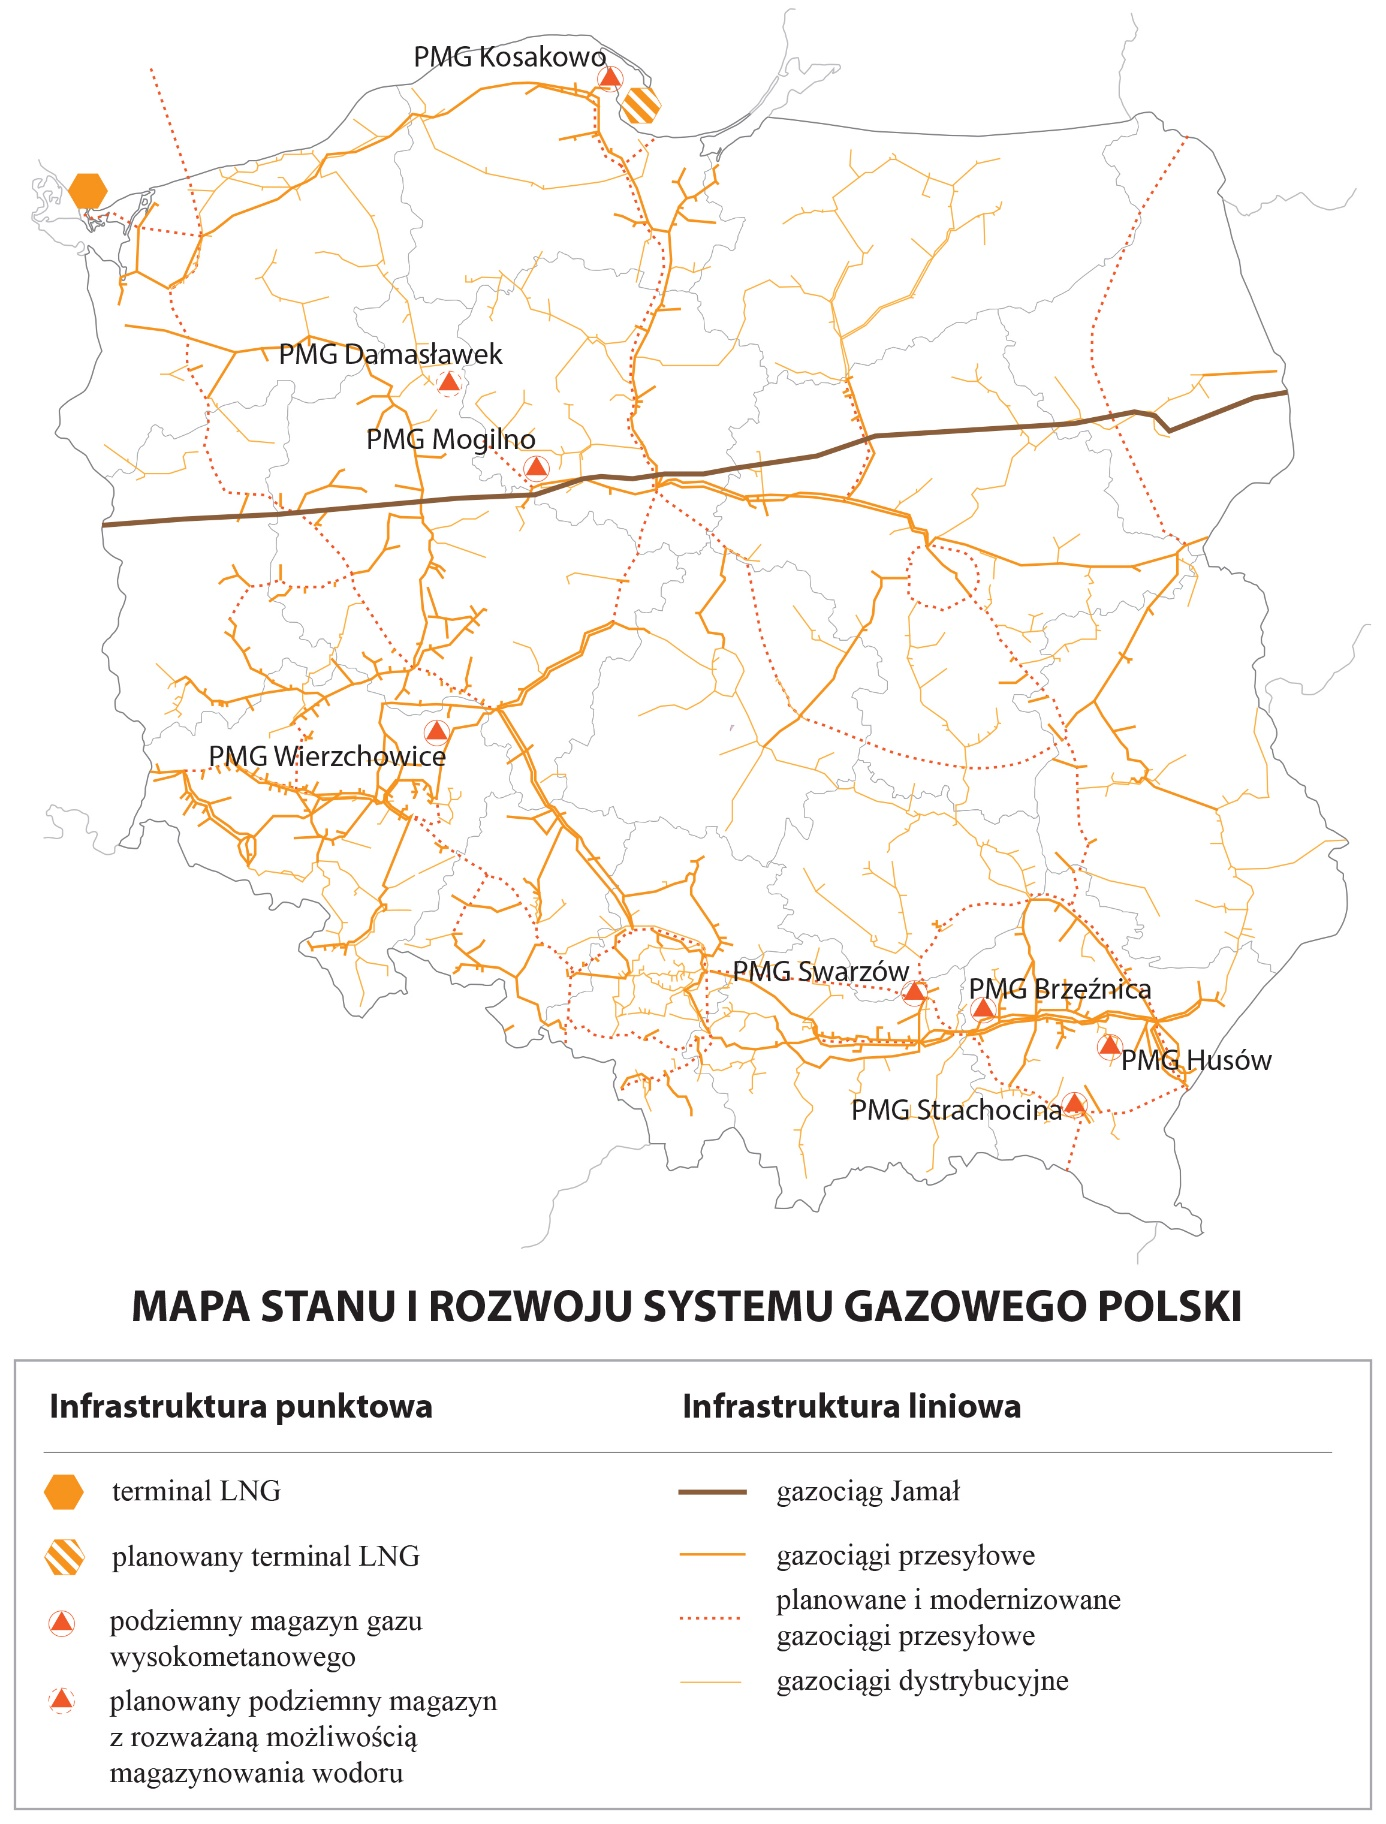 PMG Kosakowo
PMG Damasławek
PMG Mogilno
PMG Wierzchowice
PMG Swarzów
PMG Brzeźnica
PMG Husów
PMG Strachocina
MAPA STANU I ROZWOJU SYSTEMU GAZOWEGO POLSKI
Infrastruktura punktowa
terminal LNG
planowany terminal LNG
podziemny magazyn gazu
wysokometanowego
planowany podziemny magazyn
z rozważaną możliwością
magazynowania wodoru
Infrastruktura liniowa
gazociąg Jamał
gazociągi przesyłowe
planowane i modernizowane
gazociągi przesyłowe
gazociągi dystrybucyjne